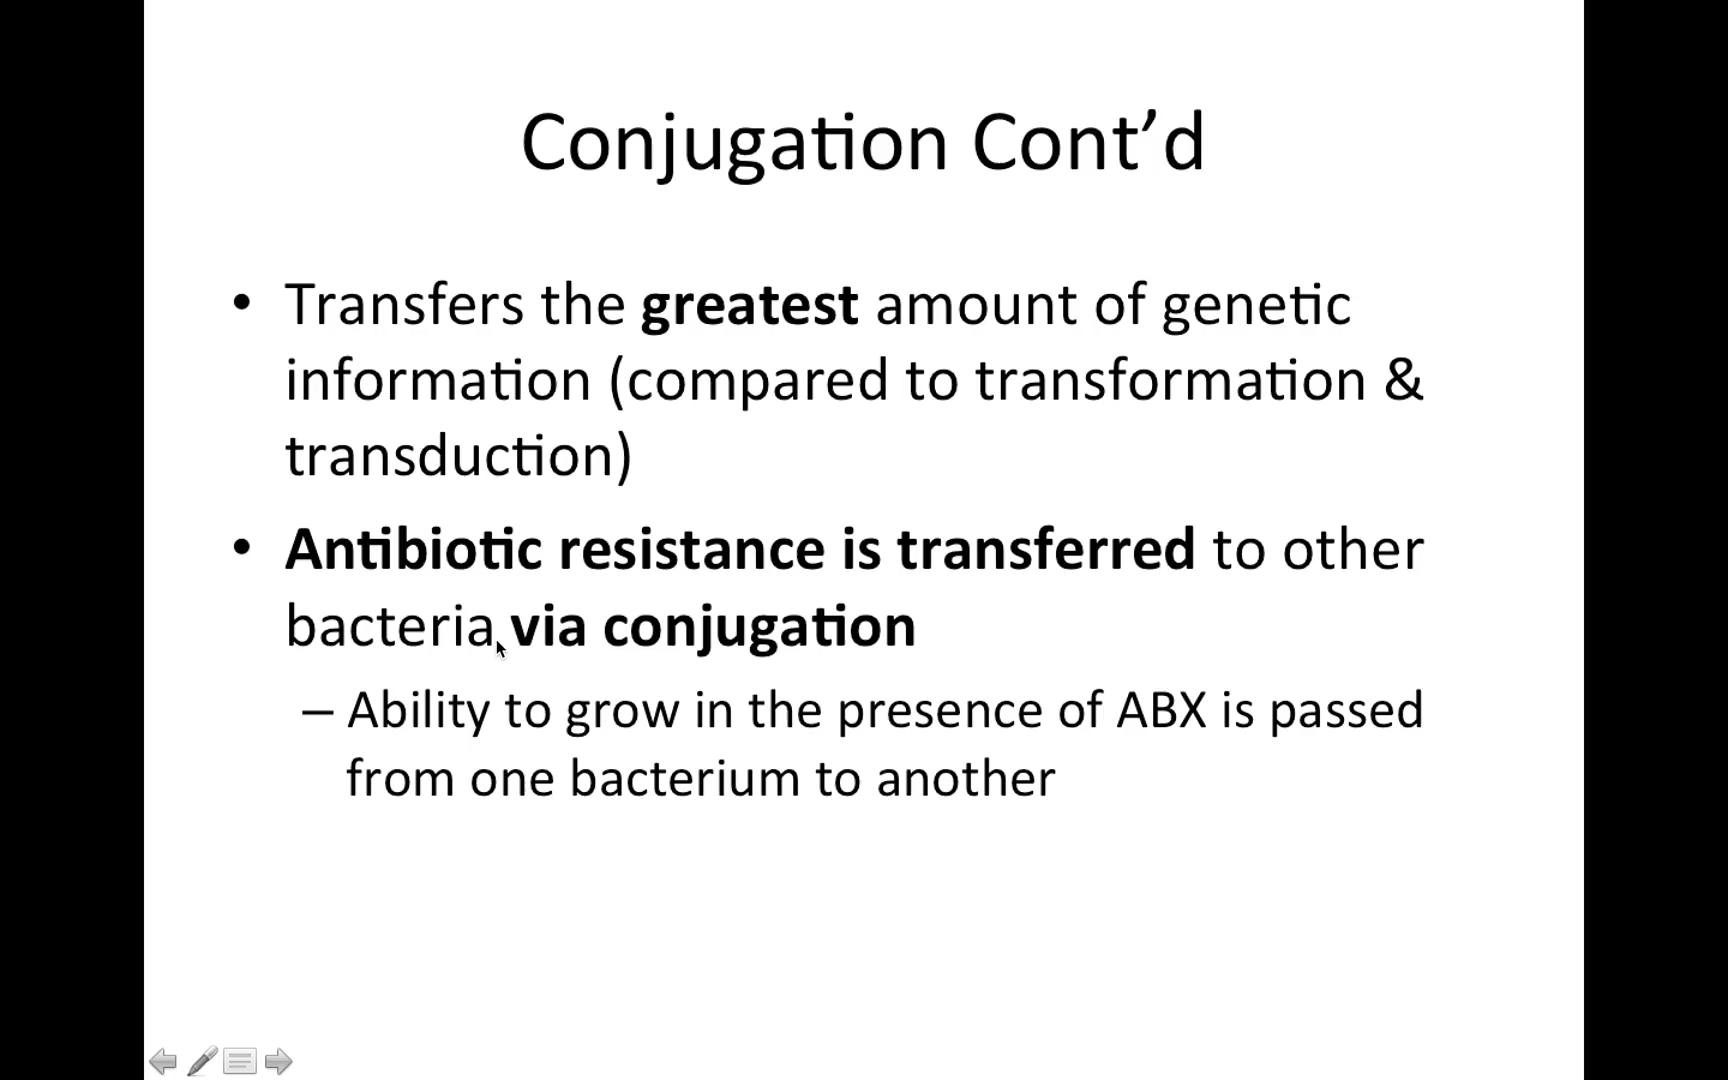 Conjugation Cont’d
• Transfers the greatest amount of genetic
information (compared to transformation &
transduction)
• Antibiotic resistance is transferred to other
bacteria via conjugation
– Ability to grow in the presence of ABX is passed
from one bacterium to another